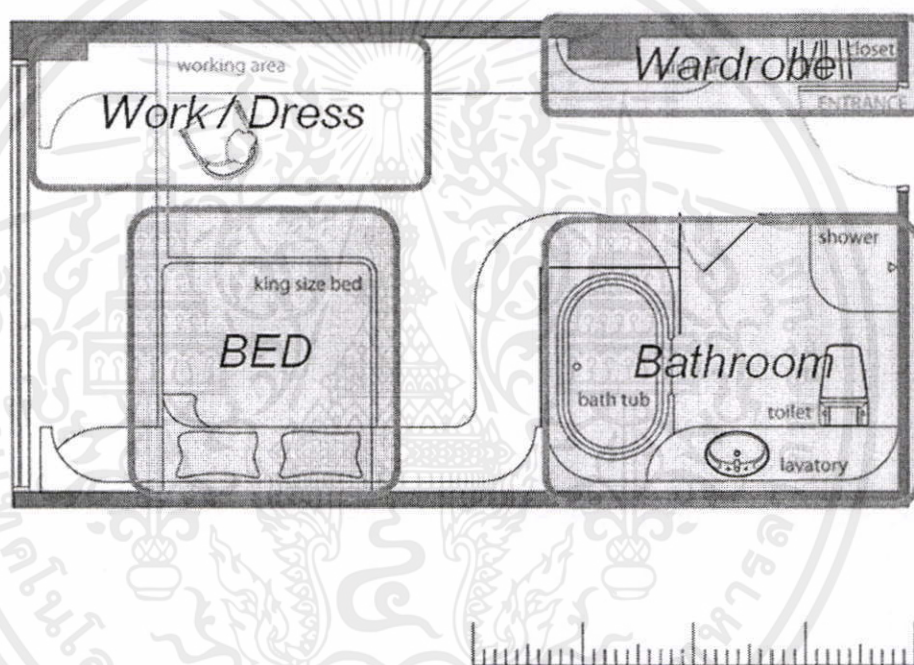 working area
Work / Dress
closet
Wardrobe
ENTRANCE
shower
king size bed
BED
Bathroom
bath tub
toilet
lavatory